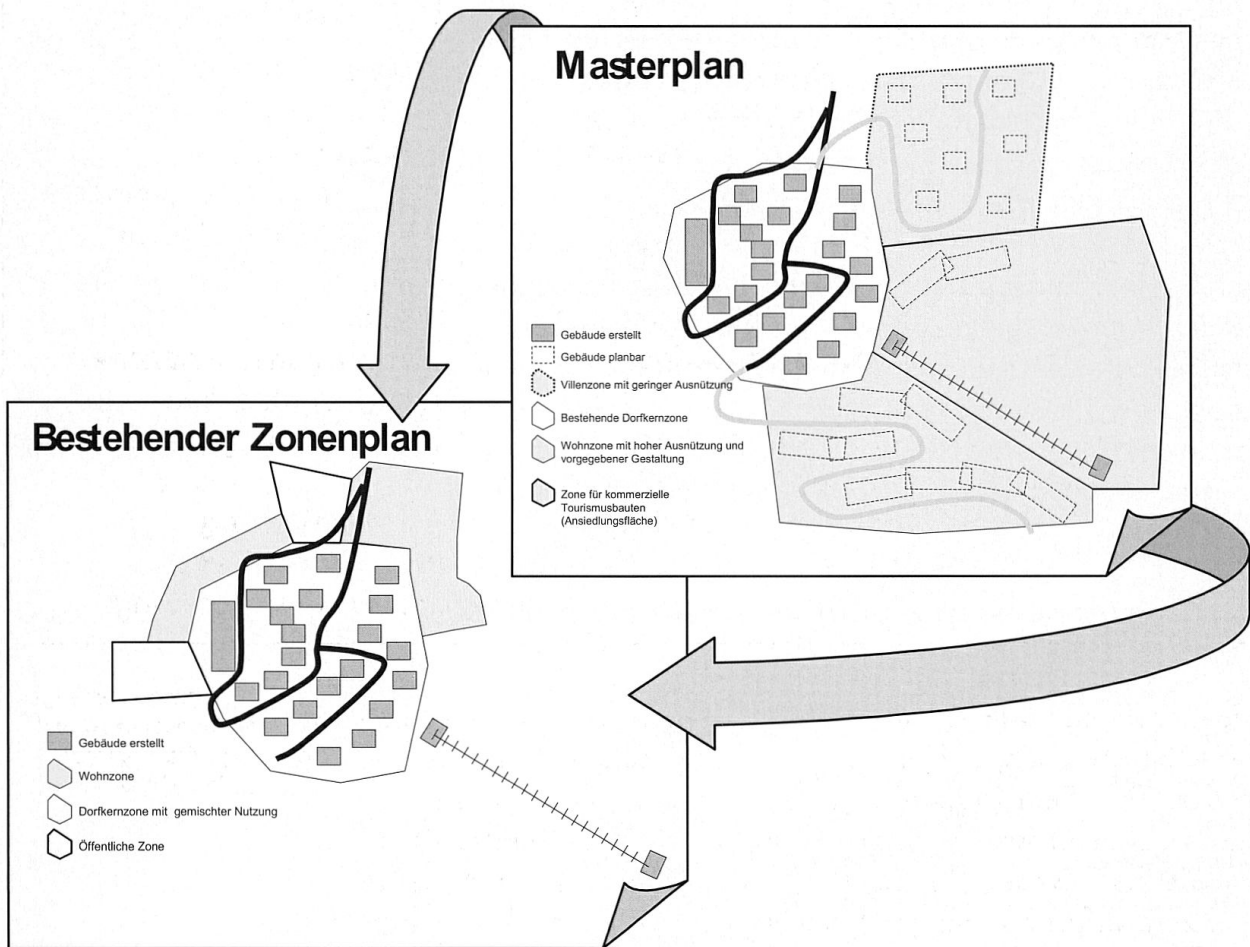 Masterplan
Gebäude erstellt
Gebäude planbar
Villenzone mit geringer Ausnützung
Bestehende Dorfkernzone
Wohnzone mit hoher Ausnützung und
vorgegebener Gestaltung
Zone für kommerzielle
Tourismusbauten
(Ansiedlungsfläche)
Bestehender Zonenplan
Gebäude erstellt
Wohnzone
Dorfkernzone mit gemischter Nutzung
Öffentliche Zone